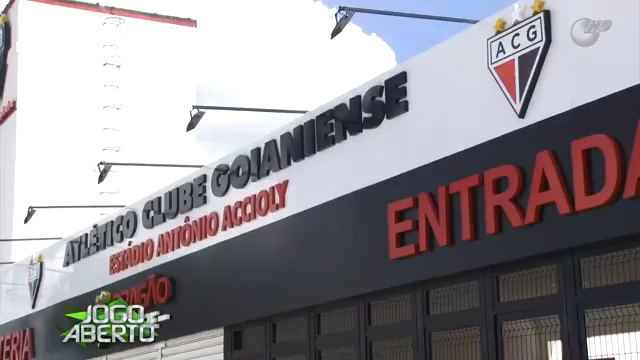 ACG
ATLÉTICO CLUBE GOIANIENSE
ESTÁDIO ANTÔNIO ACCIOLY
ENTRADA
JOGO
ABERTO